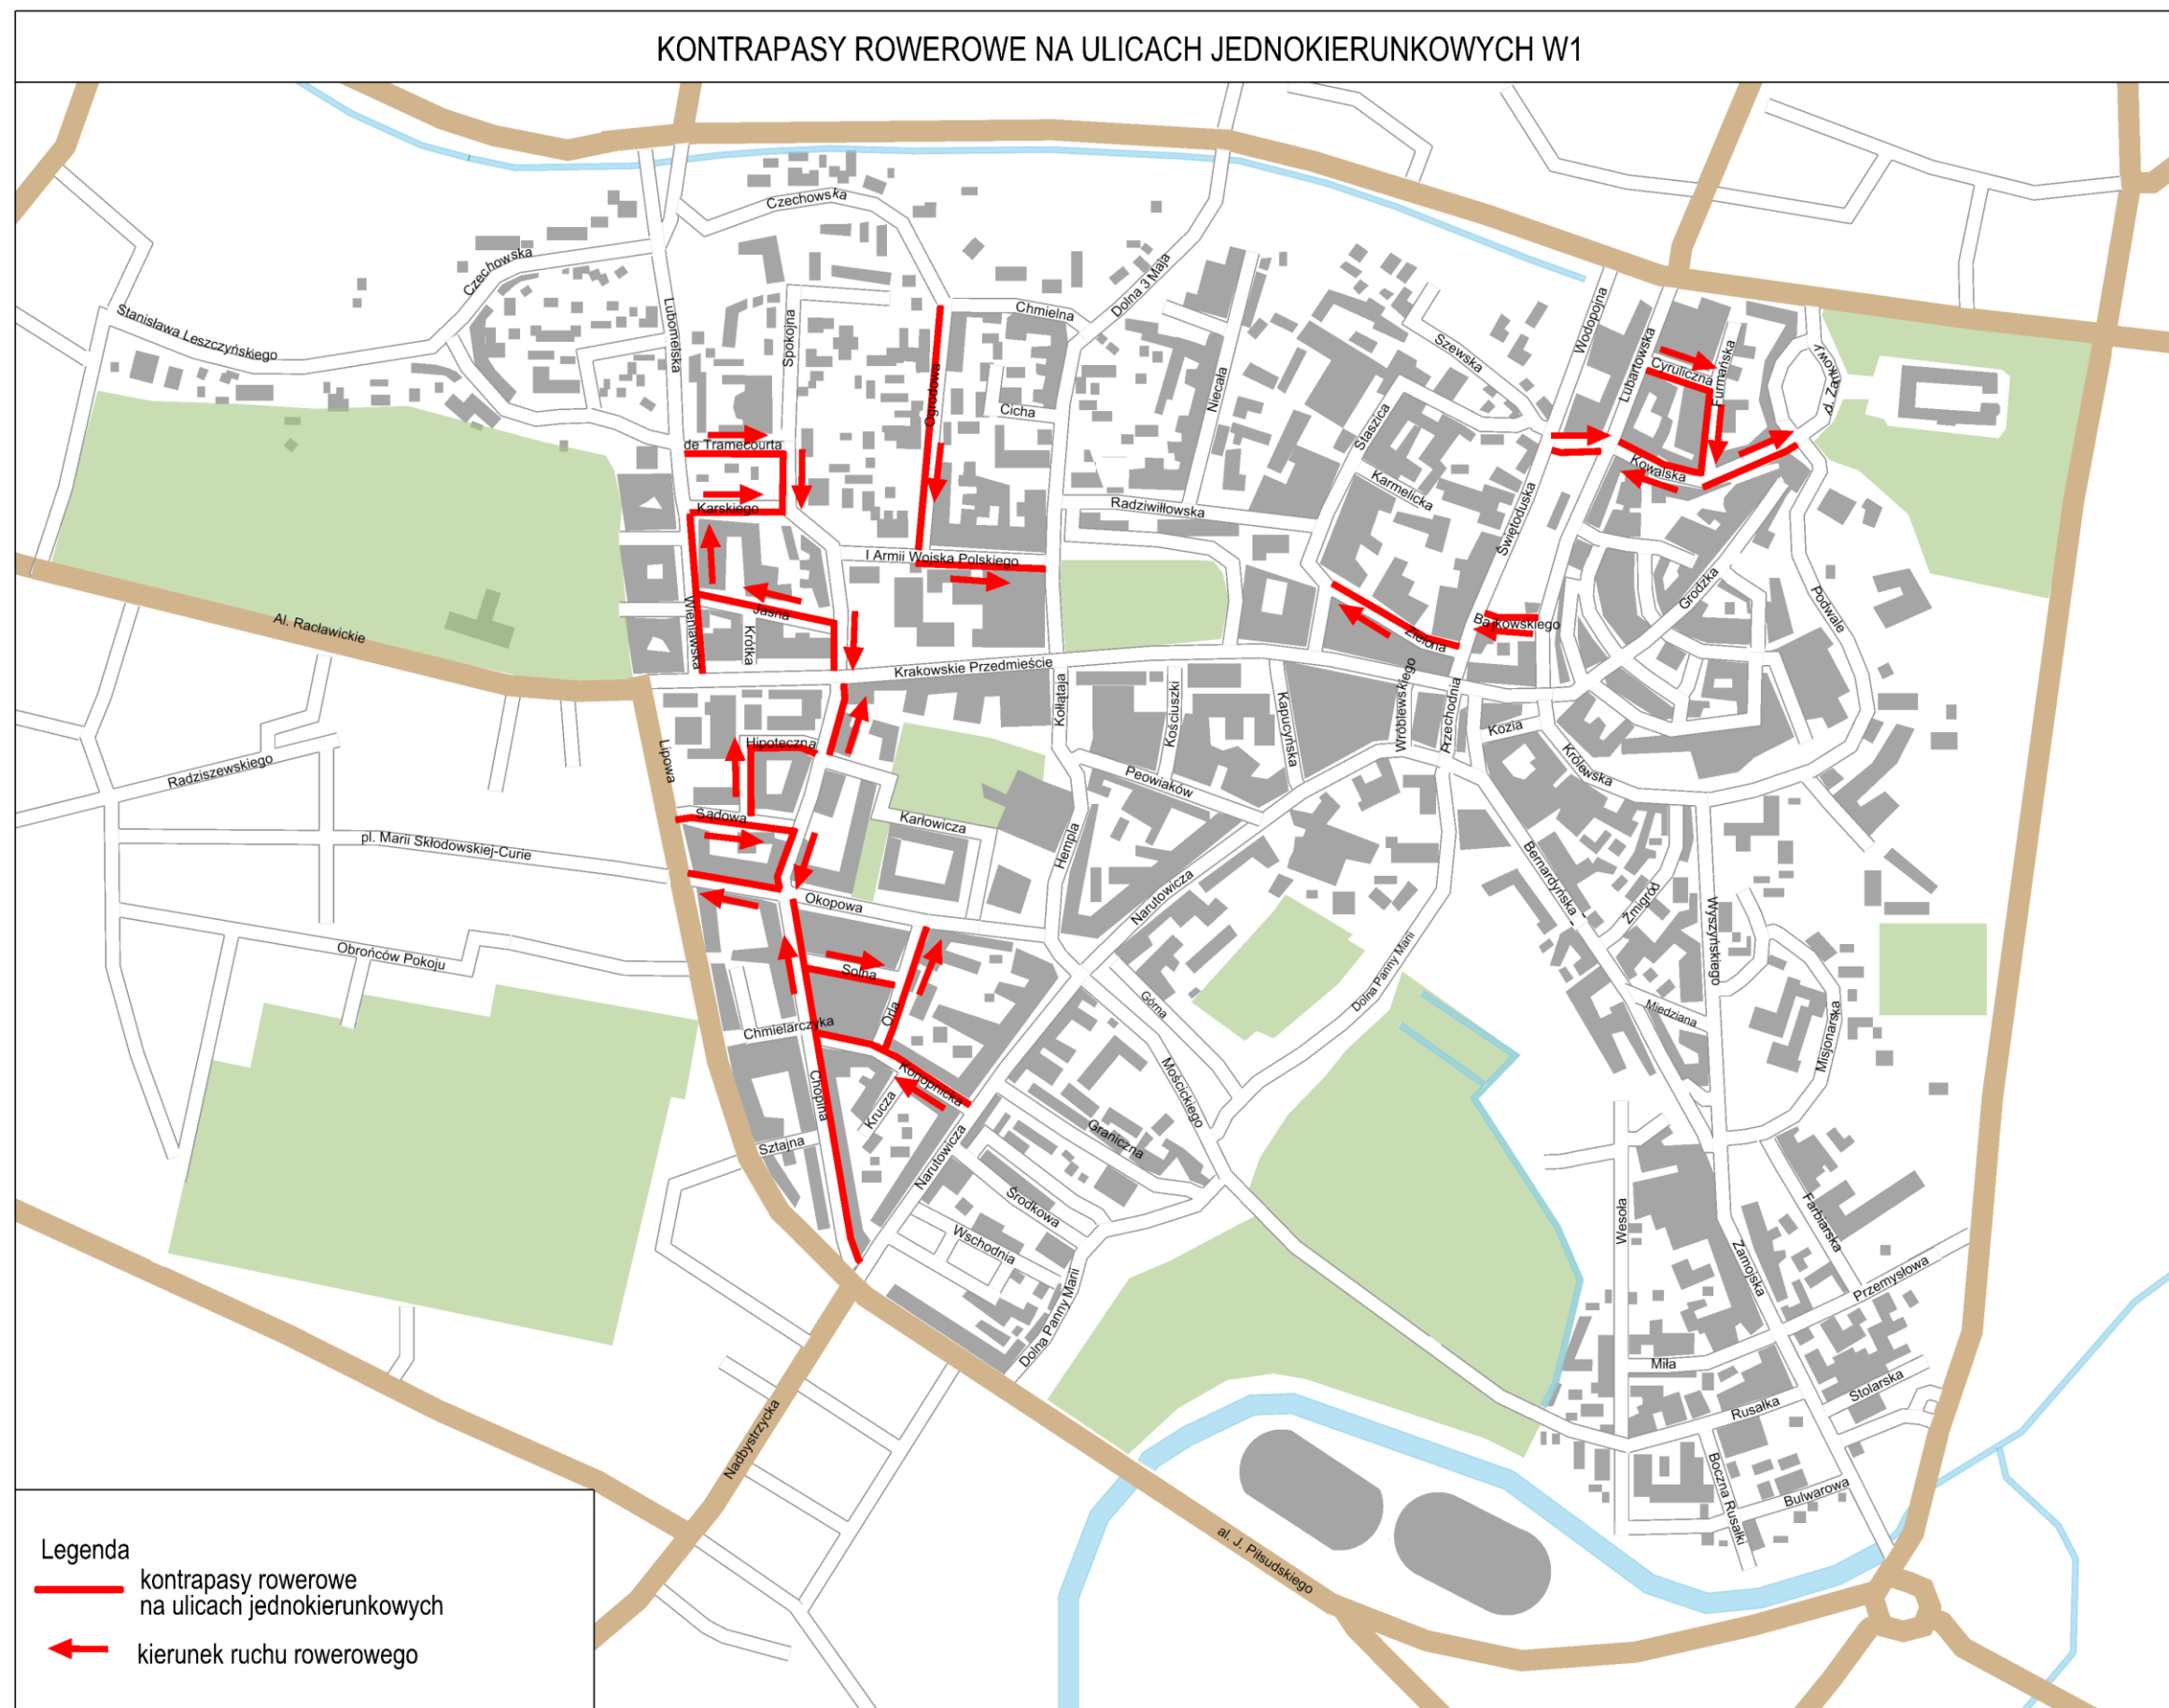 KONTRAPASY ROWEROWE NA ULICACH JEDNOKIERUNKOWYCH W1
Czechowska
Czechowska
Stanisława Leszczyńskiego
Lubomelska
Spokojna
Ogrodowa
Chmielna
Dolna 3 Maja
Cicha
Niecała
Szewska
Wodopojna
Lubartowska
Cyruliczna
Furmańska
p. Zamkowy
Staszica
Karmelicka
Kowalska
de Tramecourta
Karskiego
Radziwiłłowska
Świętoduska
I Armii Wojska Polskiego
Wieniawska
Jasna
Krótka
Al. Racławickie
Krakowskie Przedmieście
Zielona
Bajkowskiego
Grodzka
Podwale
Lipowa
Hipoteczna
Kołłątaja
Kościuszki
Kapucyńska
Wróblewskiego
Przechodnia
Kozia
Królewska
Radziszewskiego
Peowiaków
Sądowa
Karłowicza
Hempla
pl. Marii Skłodowskiej-Curie
Narutowicza
Bernardyńska
Żmigród
Wyszyńskiego
Okopowa
Obrońców Pokoju
Solna
Orla
Górna
Dolna Panny Marii
Miedziana
Misjonarska
Chmielarczyka
Chopina
Konopnicka
Krucza
Mościckiego
Graniczna
Sztajna
Narutowicza
Środkowa
Wschodnia
Dolna Panny Marii
Wesoła
Zamojska
Farbiarska
Przemysłowa
Miła
Stolarska
Rusałka
Boczna Rusałki
Bulwarowa
Nadbystrzycka
al. J. Piłsudskiego
Legenda
kontrapasy rowerowe
na ulicach jednokierunkowych
kierunek ruchu rowerowego